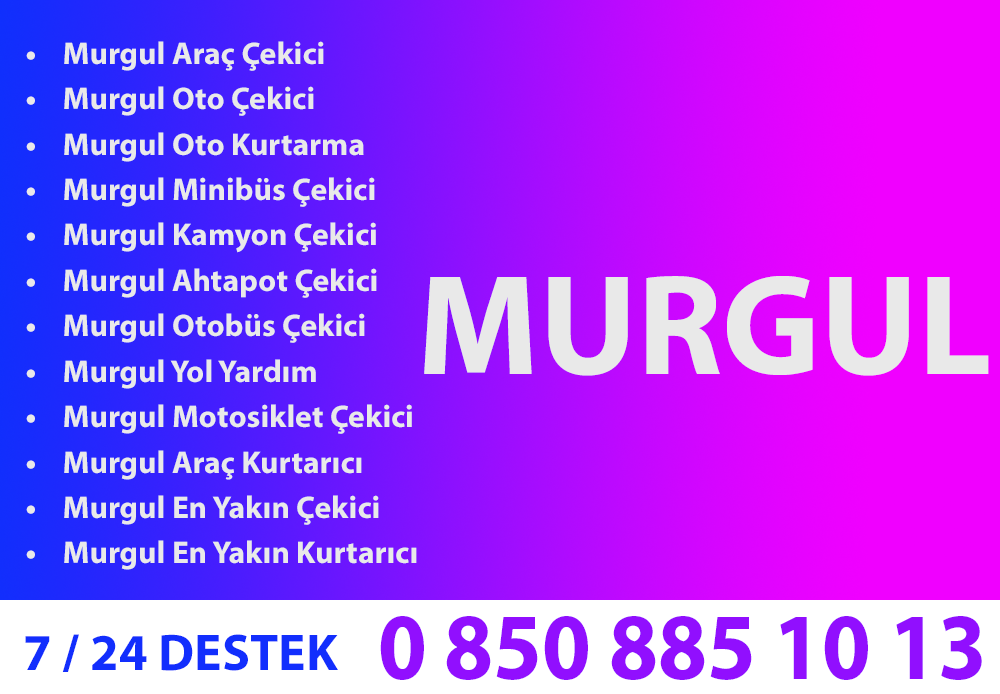 • Murgul Araç Çekici
• Murgul Oto Çekici
• Murgul Oto Kurtarma
• Murgul Minibüs Çekici
• Murgul Kamyon Çekici
• Murgul Ahtapot Çekici
• Murgul Otobüs Çekici
• Murgul Yol Yardım
• Murgul Motosiklet Çekici
• Murgul Araç Kurtarıcı
• Murgul En Yakın Çekici
• Murgul En Yakın Kurtarıcı
MURGUL
7 / 24 DESTEK
0 850 885 10 13